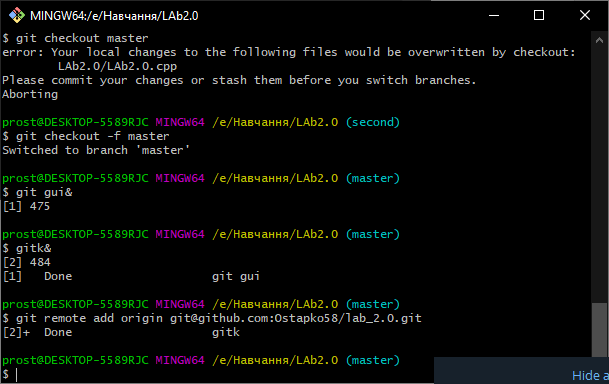 MINGW64:/e/Навчання/LAb2.0
$ git checkout master
error: Your local changes to the following files would be overwritten by checkout:
        LAb2.0/LAb2.0.cpp
Please commit your changes or stash them before you switch branches.
Aborting
prost@DESKTOP-5589RJC MINGW64 /e/Навчання/LAb2.0 (second)
$ git checkout -f master
Switched to branch 'master'
prost@DESKTOP-5589RJC MINGW64 /e/Навчання/LAb2.0 (master)
$ git gui&
[1] 475
prost@DESKTOP-5589RJC MINGW64 /e/Навчання/LAb2.0 (master)
$ gitk&
[2] 484
[1]   Done                    git gui
prost@DESKTOP-5589RJC MINGW64 /e/Навчання/LAb2.0 (master)
$ git remote add origin git@github.com:Ostapko58/lab_2.0.git
[2]+  Done                    gitk
prost@DESKTOP-5589RJC MINGW64 /e/Навчання/LAb2.0 (master)
$
Hide a